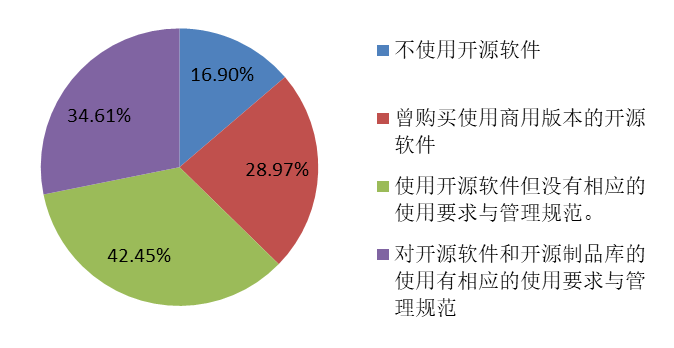 16.90%
28.97%
42.45%
34.61%
不使用开源软件
曾购买使用商用版本的开源
软件
使用开源软件但没有相应的
使用要求与管理规范。
对开源软件和开源制品库的
使用有相应的使用要求与管
理规范